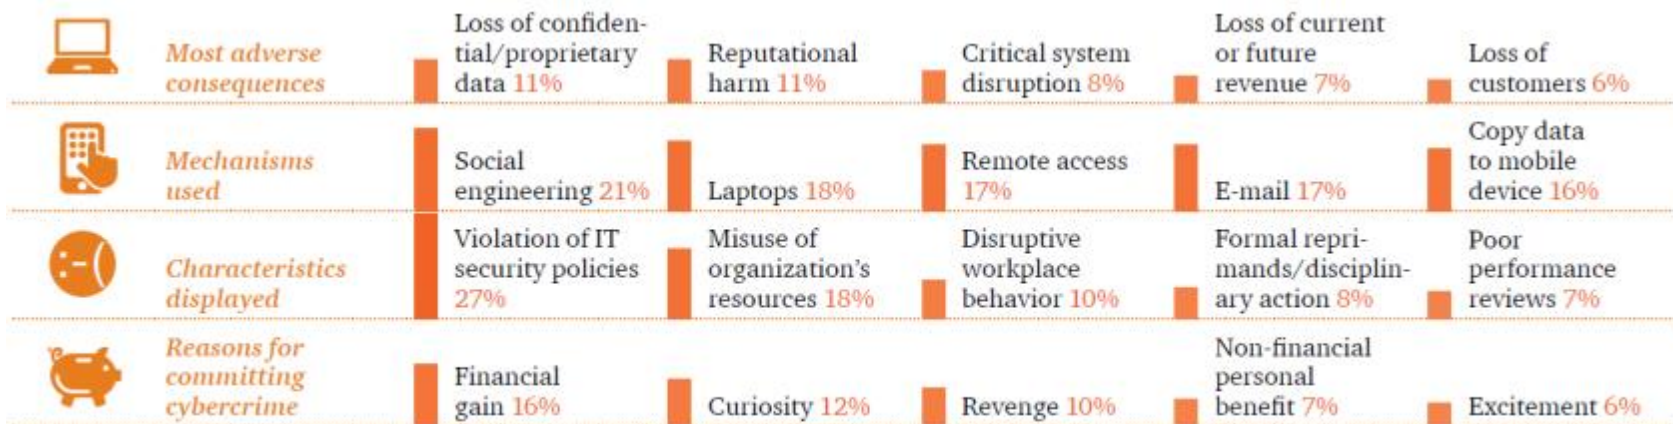 Most adverse
consequences
Loss of confiden-
tial/proprietary
data 11%
Reputational
harm 11%
Critical system
disruption 8%
Loss of current
or future
revenue 7%
Loss of
customers 6%
Mechanisms
used
Social
engineering 21%
Laptops 18%
Remote access
17%
E-mail 17%
Copy data
to mobile
device 16%
Characteristics
displayed
Violation of IT
security policies
27%
Misuse of
organization's
resources 18%
Disruptive
workplace
behavior 10%
Formal repri-
mands/disciplin-
ary action 8%
Poor
performance
reviews 7%
Reasons for
committing
cybercrime
Financial
gain 16%
Curiosity 12%
Revenge 10%
Non-financial
personal
benefit 7%
Excitement 6%